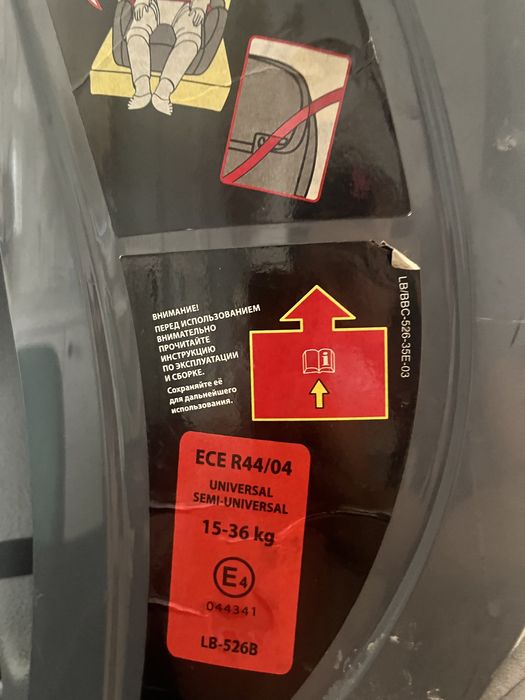 LB/BBC-526-35E-03
ВНИМАНИЕ!
ПЕРЕД ИСПОЛЬЗОВАНИЕМ
ВНИМАТЕЛЬНО
ПРОЧИТАЙТЕ
ИНСТРУКЦИЮ
ПО ЭКСПЛУАТАЦИИ
И СБОРКЕ.
Сохраняйте её
для дальнейшего
использования.
i
ECE R44/04
UNIVERSAL
SEMI-UNIVERSAL
15-36 kg
E4
044341
LB-526B